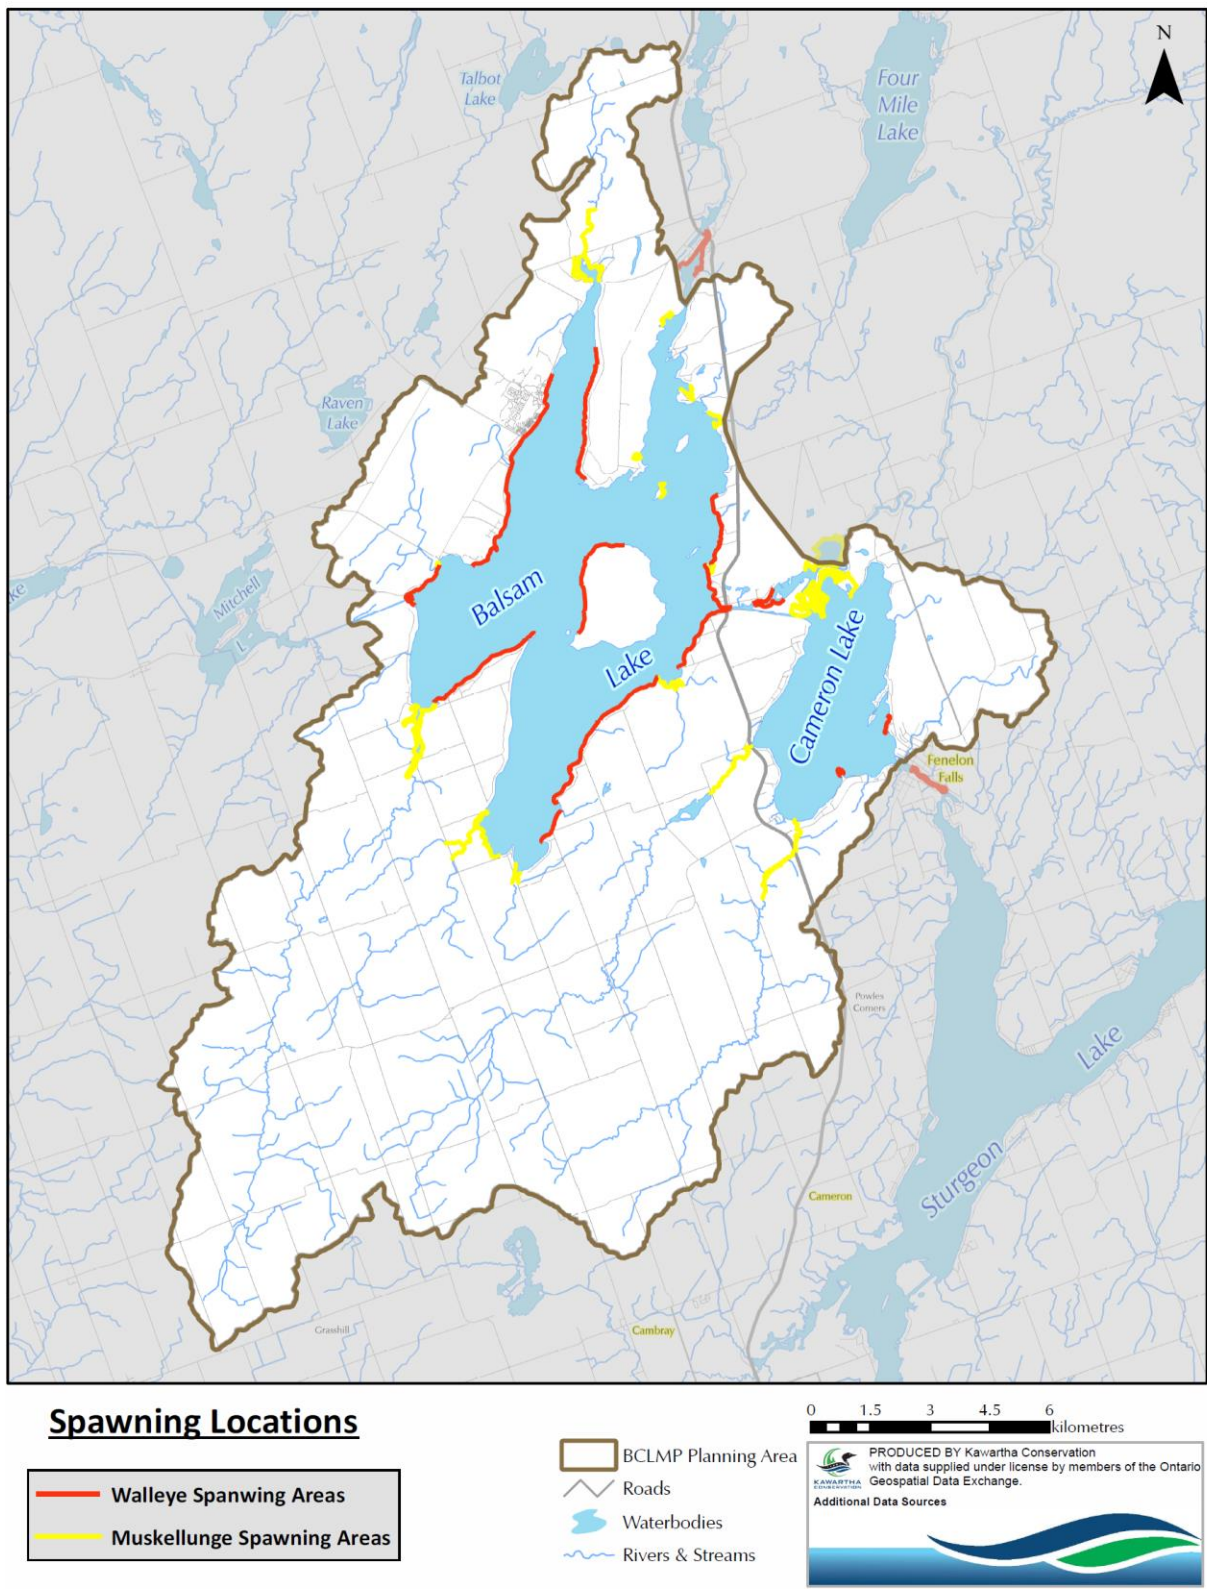 N
Talbot
Lake
Four
Mile
Lake
Raven
Lake
ke
Mitchell
L
Balsam
Lake
Cameron Lake
Fenelon
Falls
Powles
Corners
Lake
Sturgeon
Cameron
Grasshill
Cambray
Spawning Locations
Walleye Spanwing Areas
Muskellunge Spawning Areas
BCLMP Planning Area
Roads
Waterbodies
Rivers & Streams
0 1.5 3 4.5 6
kilometres
KAWARTHA
CONSERVATION
PRODUCED BY Kawartha Conservation
with data supplied under license by members of the Ontario
Geospatial Data Exchange.
Additional Data Sources